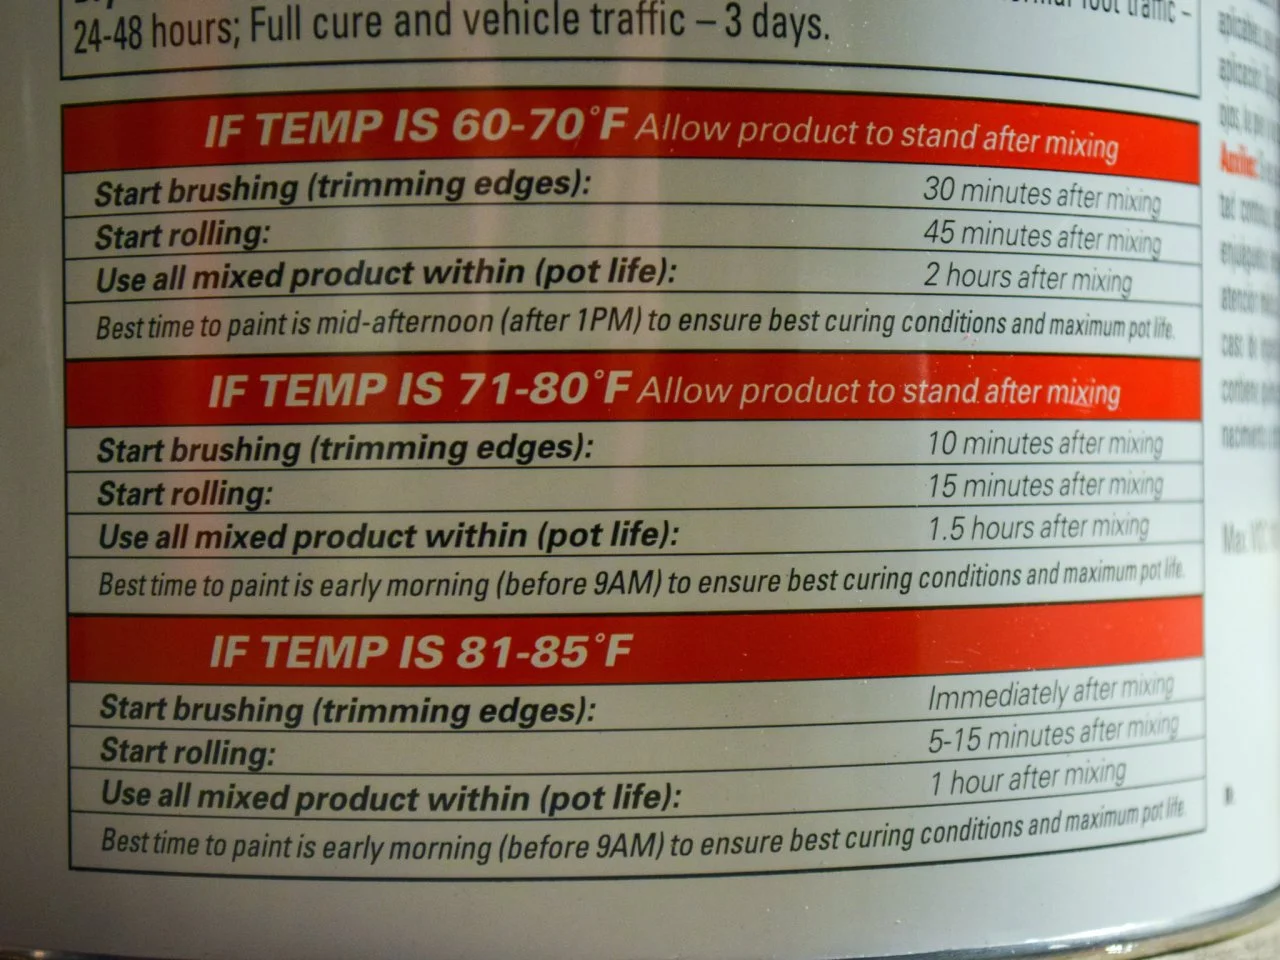 foot traffic –
24-48 hours; Full cure and vehicle traffic – 3 days.
IF TEMP IS 60-70°F Allow product to stand after mixing
Start brushing (trimming edges): 30 minutes after mixing
Start rolling: 45 minutes after mixing
Use all mixed product within (pot life): 2 hours after mixing
Best time to paint is mid-afternoon (after 1PM) to ensure best curing conditions and maximum pot life.
IF TEMP IS 71-80°F Allow product to stand after mixing
Start brushing (trimming edges): 10 minutes after mixing
Start rolling: 15 minutes after mixing
Use all mixed product within (pot life): 1.5 hours after mixing
Best time to paint is early morning (before 9AM) to ensure best curing conditions and maximum pot life.
IF TEMP IS 81-85°F
Start brushing (trimming edges): Immediately after mixing
Start rolling: 5-15 minutes after mixing
Use all mixed product within (pot life): 1 hour after mixing
Best time to paint is early morning (before 9AM) to ensure best curing conditions and maximum pot life.